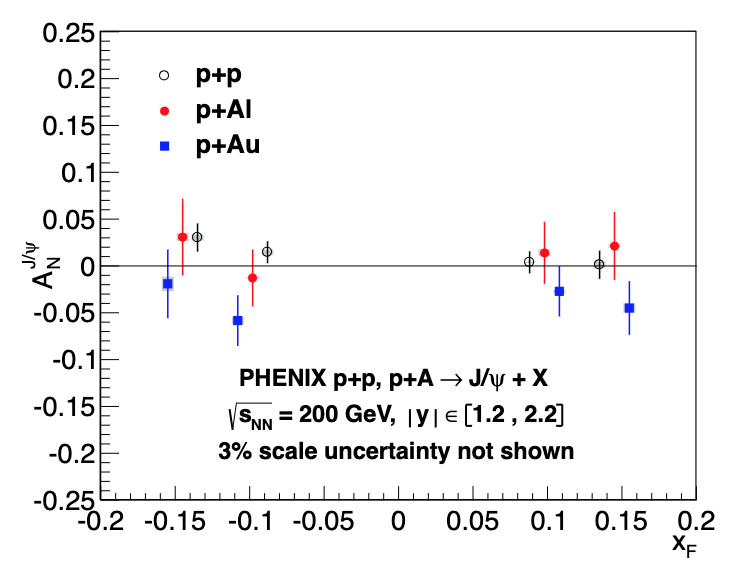 0.25
0.2
0.15
0.1
0.05
0
-0.05
-0.1
-0.15
-0.2
-0.25
A_N^{J/ψ}
p+p
p+Al
p+Au
PHENIX p+p, p+A → J/ψ + X
√s_NN = 200 GeV, |y| ∈ [1.2 , 2.2]
3% scale uncertainty not shown
-0.2 -0.15 -0.1 -0.05 0 0.05 0.1 0.15 0.2
x_F